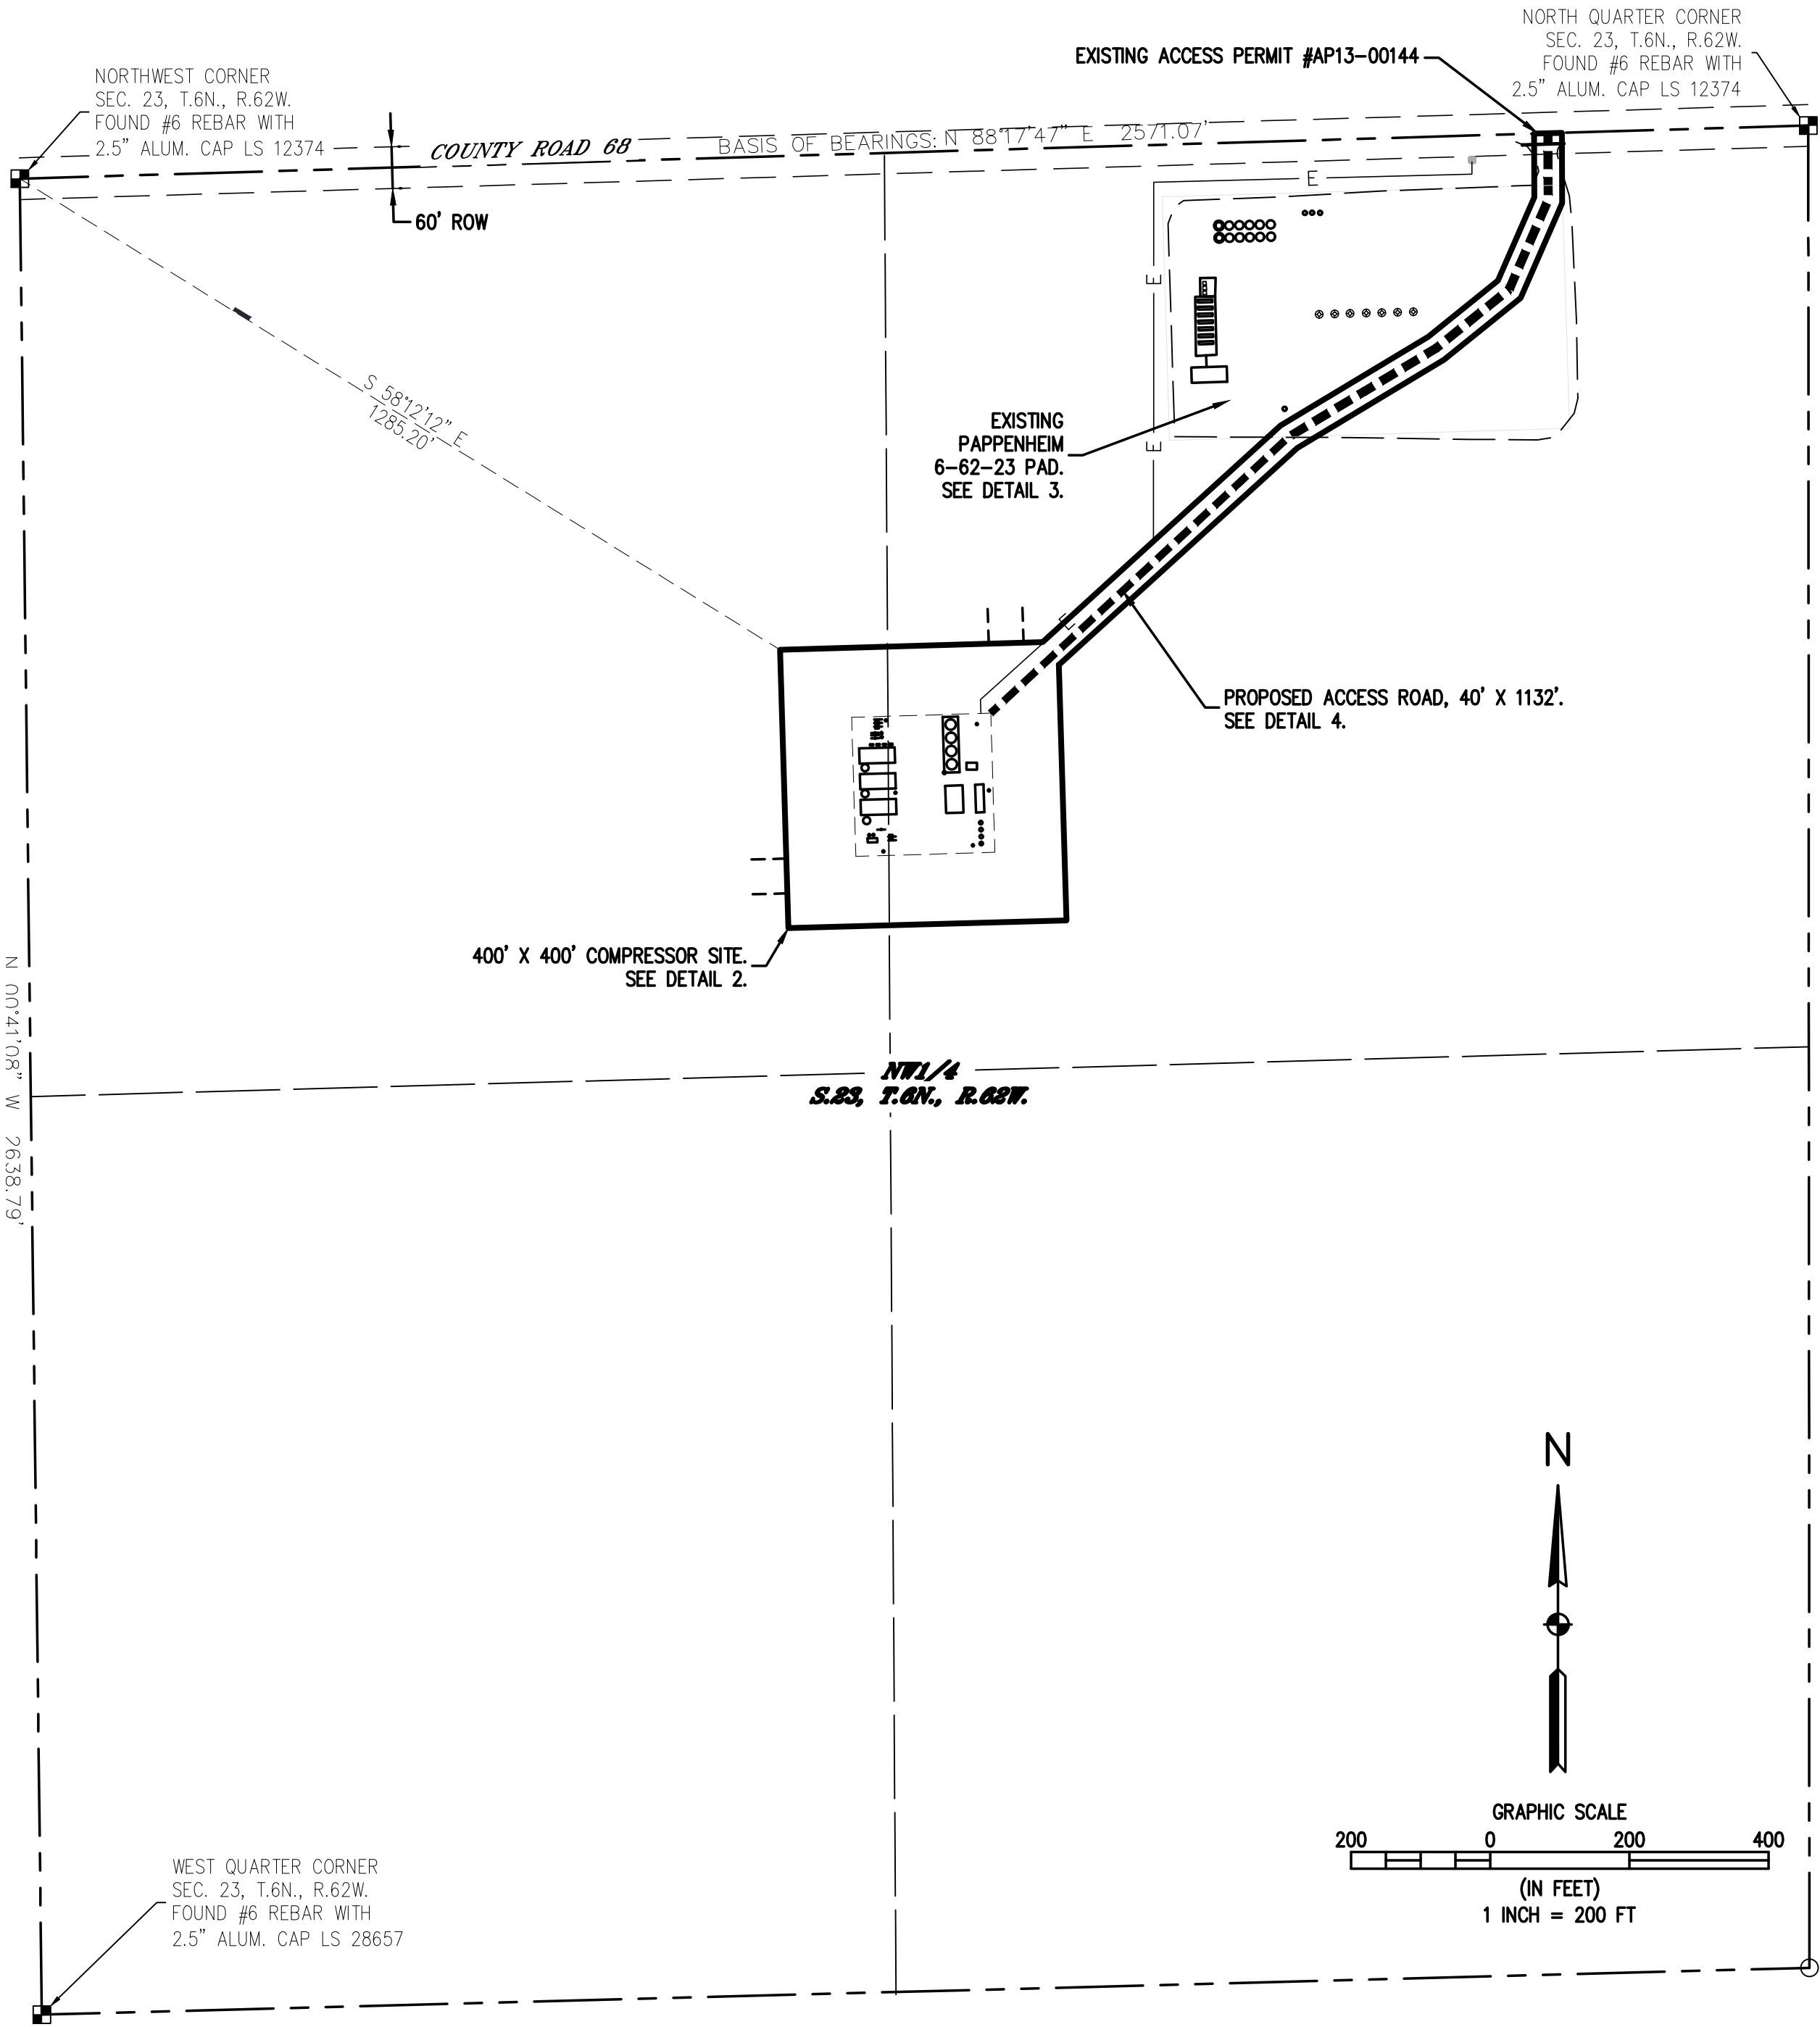 NORTH QUARTER CORNER
SEC. 23, T.6N., R.62W.
FOUND #6 REBAR WITH
2.5" ALUM. CAP LS 12374
EXISTING ACCESS PERMIT #AP13-00144
NORTHWEST CORNER
SEC. 23, T.6N., R.62W.
FOUND #6 REBAR WITH
2.5" ALUM. CAP LS 12374
COUNTY ROAD 68
BASIS OF BEARINGS: N 88°17'47" E 2571.07'
60' ROW
E
E
E
E
S 58°12'12" E
1285.20'
EXISTING
PAPPENHEIM
6-62-23 PAD.
SEE DETAIL 3.
PROPOSED ACCESS ROAD, 40' X 1132'.
SEE DETAIL 4.
400' X 400' COMPRESSOR SITE.
SEE DETAIL 2.
N 00°41'08" W 2638.79'
NW1/4
S.23, T.6N., R.62W.
N
GRAPHIC SCALE
200 0 200 400
(IN FEET)
1 INCH = 200 FT
WEST QUARTER CORNER
SEC. 23, T.6N., R.62W.
FOUND #6 REBAR WITH
2.5" ALUM. CAP LS 28657